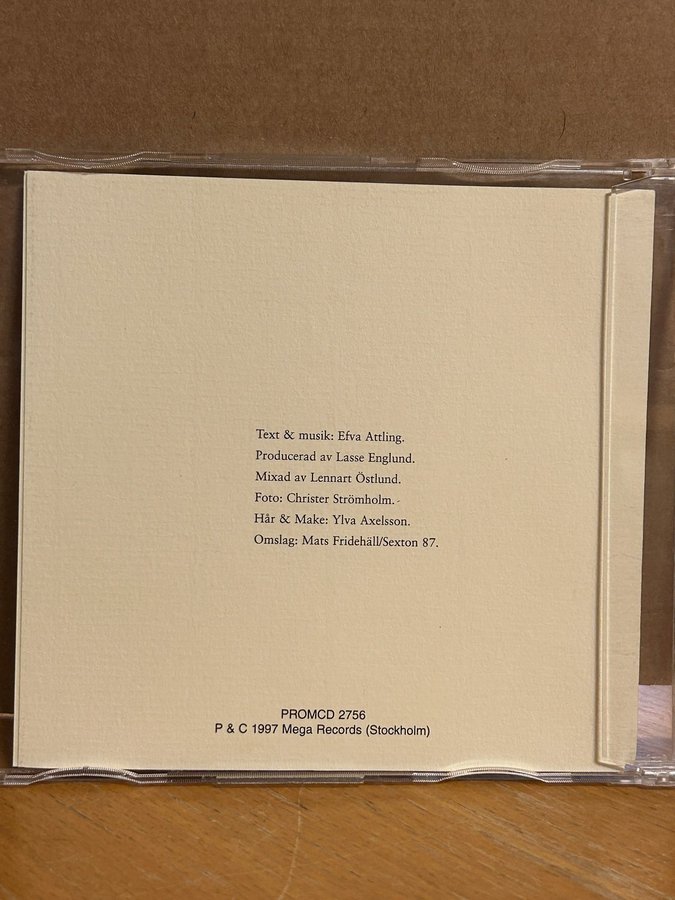 Text & musik: Efva Attling.
Producerad av Lasse Englund.
Mixad av Lennart Östlund.
Foto: Christer Strömholm.
Hår & Make: Ylva Axelsson.
Omslag: Mats Fridehäll/Sexton 87.
PROMCD 2756
P & C 1997 Mega Records (Stockholm)